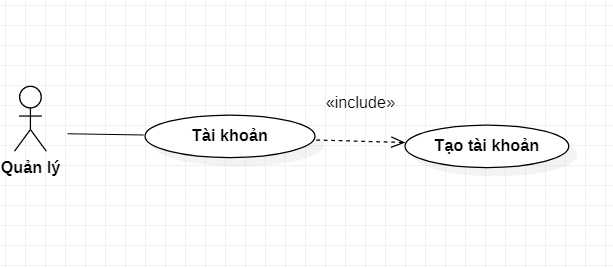 «include»
Tài khoản
Tạo tài khoản
Quản lý